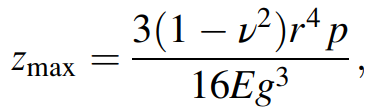 z_max = 3(1 − ν²)r⁴p / 16Eg³ ,